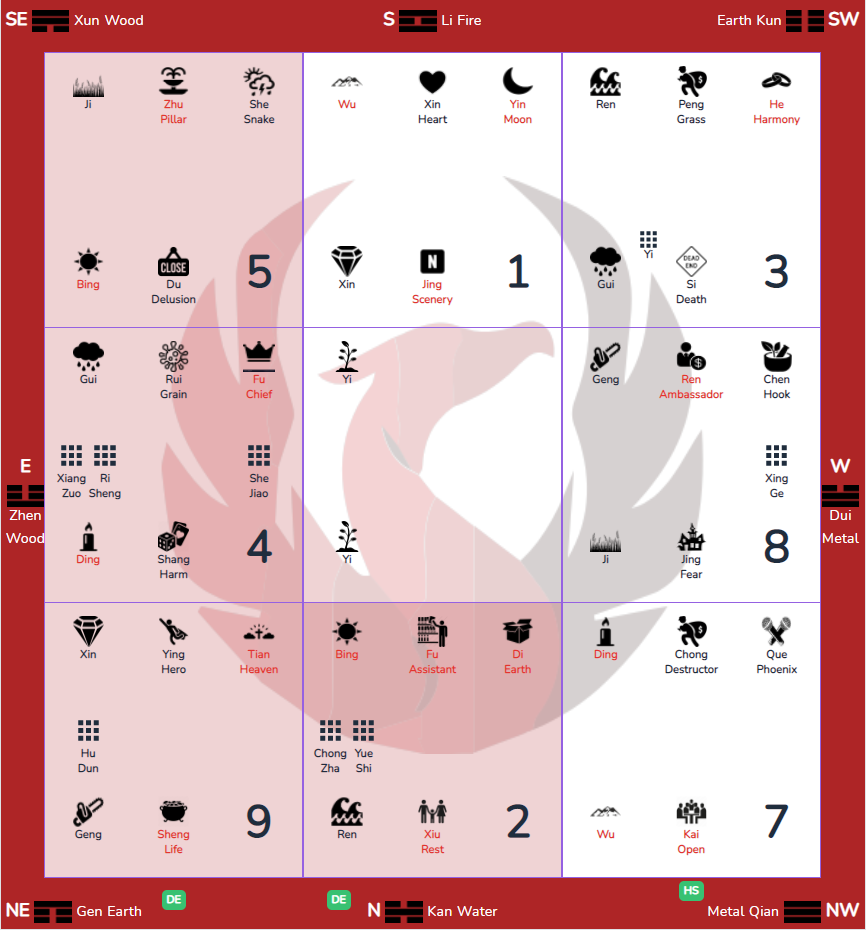 SE Xun Wood
S Li Fire
Earth Kun SW
Ji
Zhu
Pillar
She
Snake
Bing
CLOSE
Du
Delusion
5
Wu
Xin
Heart
Yin
Moon
Xin
N
Jing
Scenery
1
Ren
Peng
Grass
He
Harmony
Yi
Gui
DEAD
END
Si
Death
3
E
Zhen
Wood
Gui
Rui
Grain
Fu
Chief
Xiang
Zuo
Ri
Sheng
She
Jiao
Ding
Shang
Harm
4
Yi
Yi
Geng
Ren
Ambassador
Chen
Hook
Xing
Ge
Ji
Jing
Fear
8
W
Dui
Metal
Xin
Ying
Hero
Tian
Heaven
Hu
Dun
Geng
Sheng
Life
9
Bing
Fu
Assistant
Di
Earth
Chong
Zha
Yue
Shi
Ren
Xiu
Rest
2
Ding
Chong
Destructor
Que
Phoenix
Wu
Kai
Open
7
DE
DE
HS
NE Gen Earth
N Kan Water
Metal Qian NW